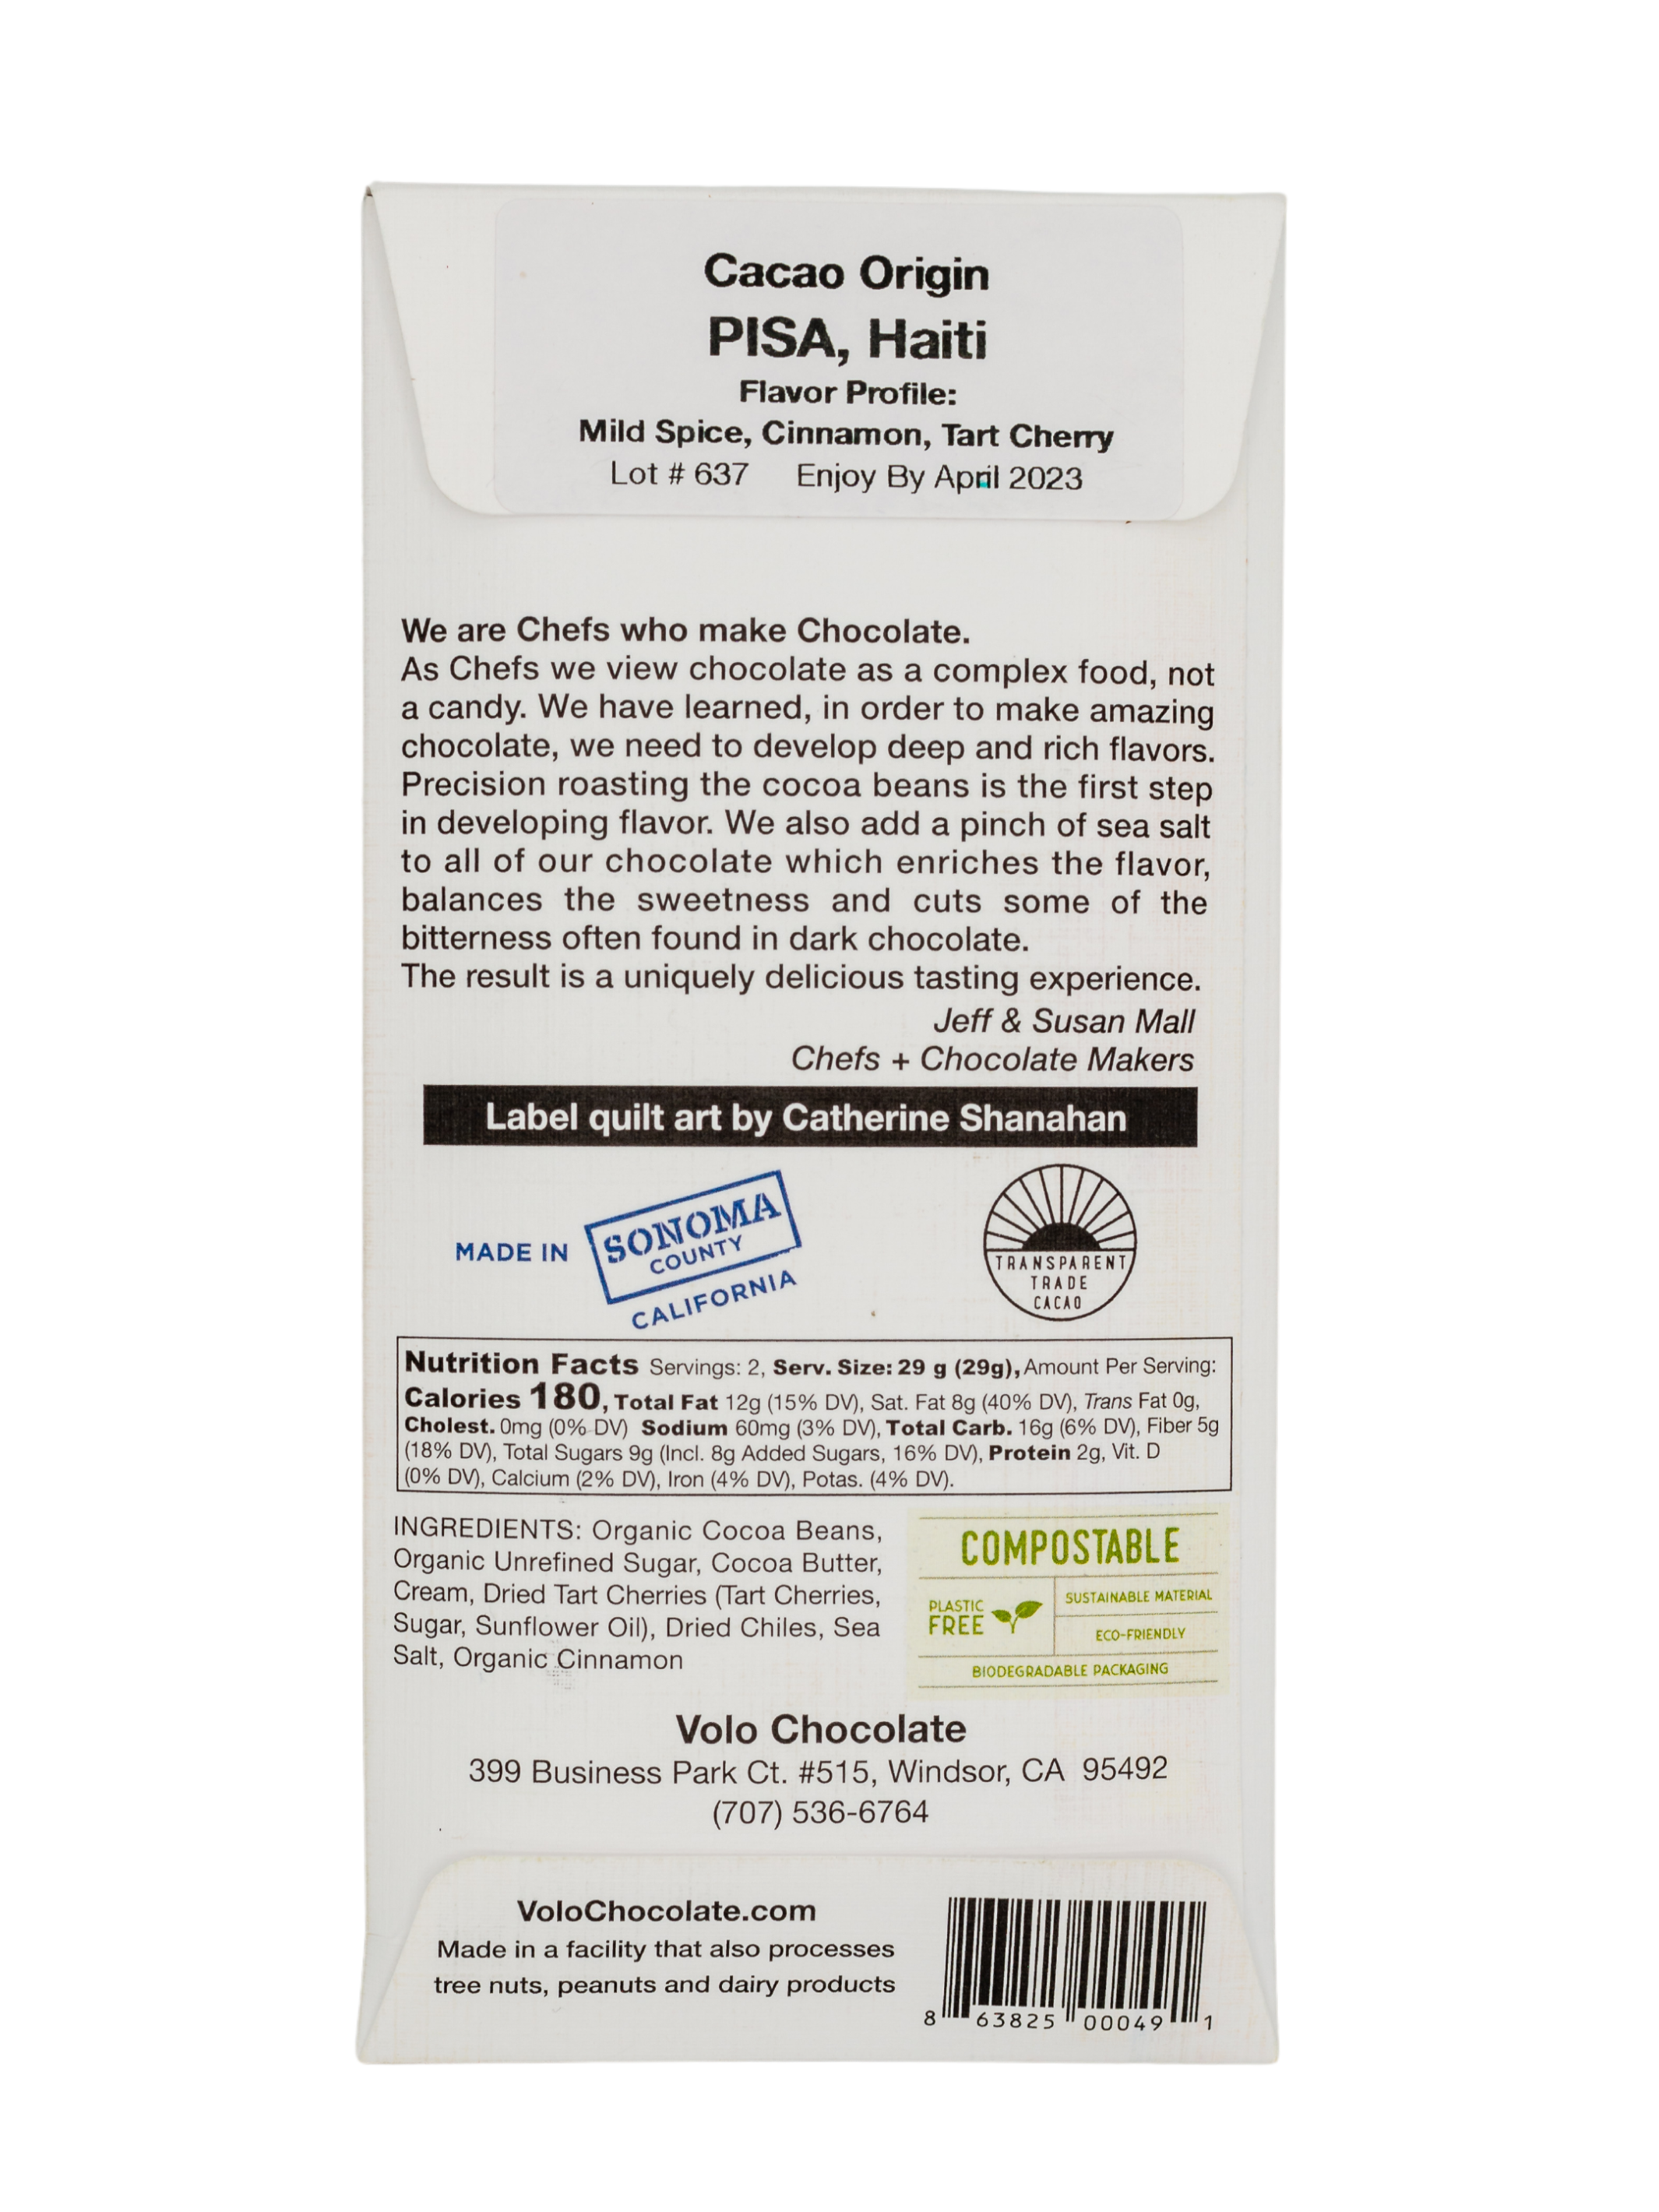 Cacao Origin
PISA, Haiti
Flavor Profile:
Mild Spice, Cinnamon, Tart Cherry
Lot # 637 Enjoy By April 2023
We are Chefs who make Chocolate.
As Chefs we view chocolate as a complex food, not
a candy. We have learned, in order to make amazing
chocolate, we need to develop deep and rich flavors.
Precision roasting the cocoa beans is the first step
in developing flavor. We also add a pinch of sea salt
to all of our chocolate which enriches the flavor,
balances the sweetness and cuts some of the
bitterness often found in dark chocolate.
The result is a uniquely delicious tasting experience.
Jeff & Susan Mall
Chefs + Chocolate Makers
Label quilt art by Catherine Shanahan
MADE IN
SONOMA
COUNTY
CALIFORNIA
TRANSPARENT
TRADE
CACAO
Nutrition Facts Servings: 2, Serv. Size: 29 g (29g), Amount Per Serving:
Calories 180, Total Fat 12g (15% DV), Sat. Fat 8g (40% DV), Trans Fat 0g,
Cholest. 0mg (0% DV) Sodium 60mg (3% DV), Total Carb. 16g (6% DV), Fiber 5g
(18% DV), Total Sugars 9g (Incl. 8g Added Sugars, 16% DV), Protein 2g, Vit. D
(0% DV), Calcium (2% DV), Iron (4% DV), Potas. (4% DV).
INGREDIENTS: Organic Cocoa Beans,
Organic Unrefined Sugar, Cocoa Butter,
Cream, Dried Tart Cherries (Tart Cherries,
Sugar, Sunflower Oil), Dried Chiles, Sea
Salt, Organic Cinnamon
COMPOSTABLE
PLASTIC
FREE
SUSTAINABLE MATERIAL
ECO-FRIENDLY
BIODEGRADABLE PACKAGING
Volo Chocolate
399 Business Park Ct. #515, Windsor, CA 95492
(707) 536-6764
VoloChocolate.com
Made in a facility that also processes
tree nuts, peanuts and dairy products
8 63825 00049 1